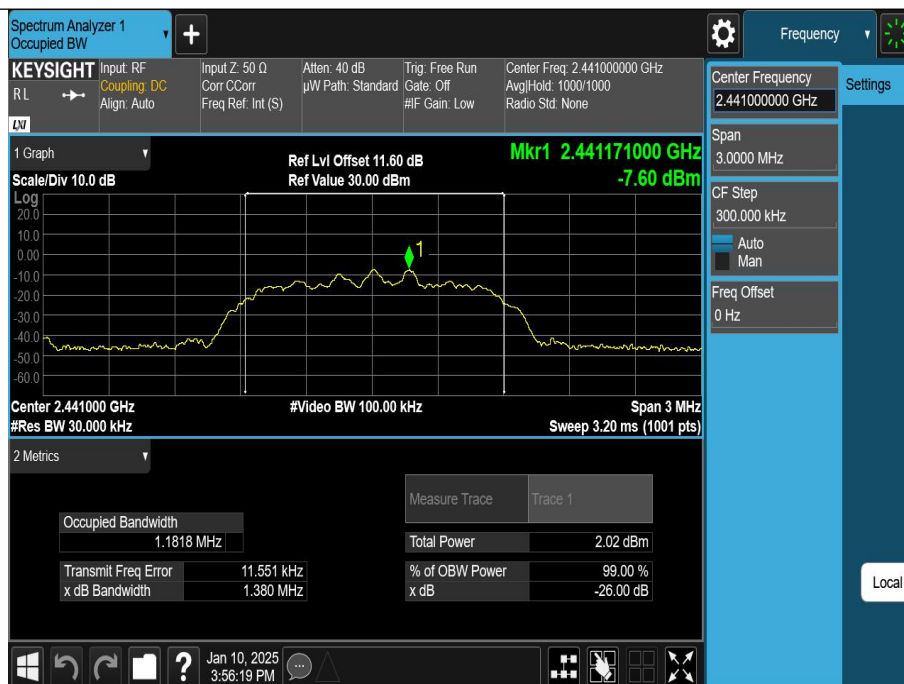 Spectrum Analyzer 1
Occupied BW
Frequency
KEYSIGHT
R L
LXI
Input: RF
Coupling: DC
Align: Auto
Input Z: 50 Ω
Corr CCorr
Freq Ref: Int (S)
Atten: 40 dB
µW Path: Standard
Trig: Free Run
Gate: Off
#IF Gain: Low
Center Freq: 2.441000000 GHz
Avg|Hold: 1000/1000
Radio Std: None
Center Frequency
2.441000000 GHz
Settings
Span
3.0000 MHz
CF Step
300.000 kHz
Auto
Man
Freq Offset
0 Hz
Local
1 Graph
Scale/Div 10.0 dB
Ref Lvl Offset 11.60 dB
Ref Value 30.00 dBm
Mkr1 2.441171000 GHz
-7.60 dBm
Log
20.0
10.0
0.00
-10.0
-20.0
-30.0
-40.0
-50.0
-60.0
1
Center 2.441000 GHz
#Video BW 100.00 kHz
Span 3 MHz
#Res BW 30.000 kHz
Sweep 3.20 ms (1001 pts)
2 Metrics
Measure Trace Trace 1
Occupied Bandwidth
1.1818 MHz
Total Power 2.02 dBm
Transmit Freq Error 11.551 kHz
% of OBW Power 99.00 %
x dB Bandwidth 1.380 MHz
x dB -26.00 dB
?
Jan 10, 2025
3:56:19 PM